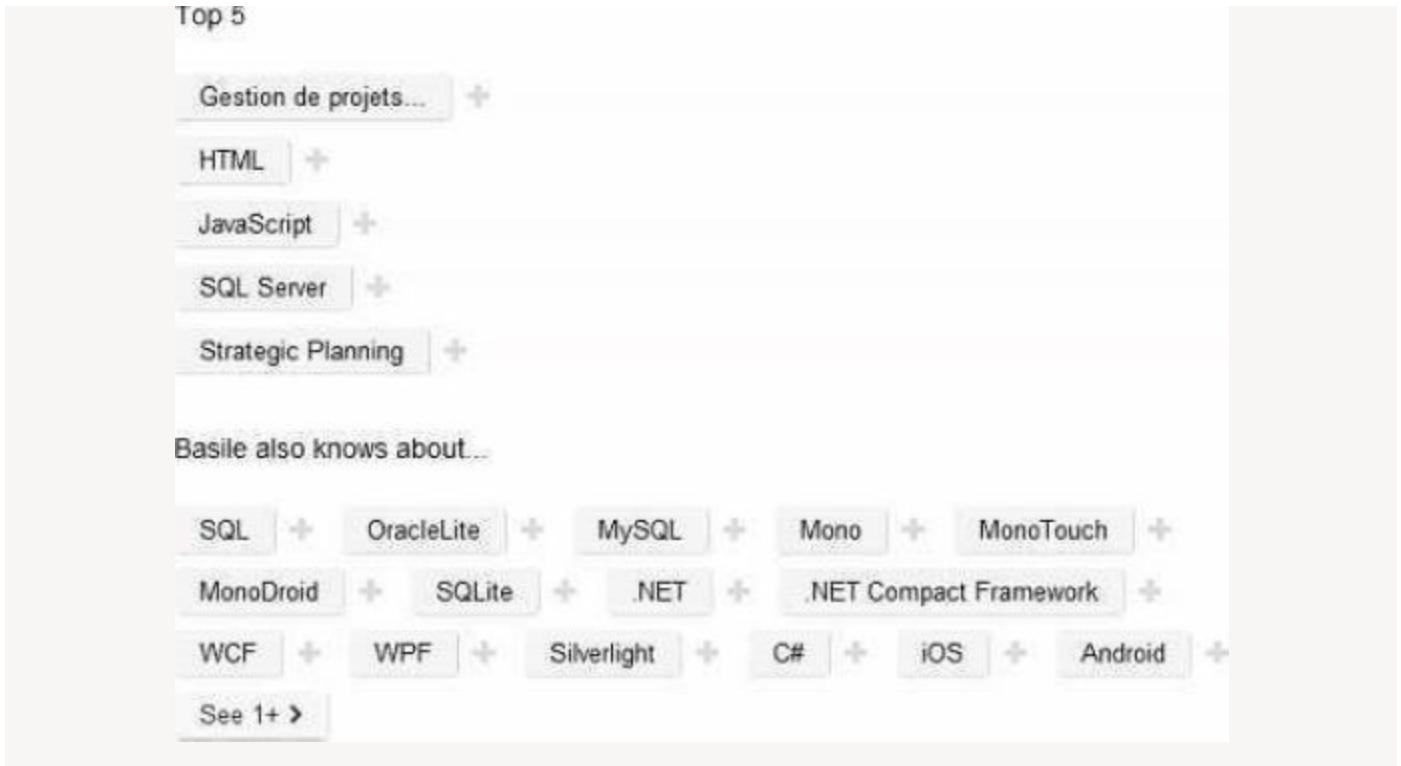 Top 5
Gestion de projets...
HTML
JavaScript
SQL Server
Strategic Planning
Basile also knows about...
SQL OracleLite MySQL Mono MonoTouch
MonoDroid SQLite .NET .NET Compact Framework
WCF WPF Silverlight C# iOS Android
See 1+ >